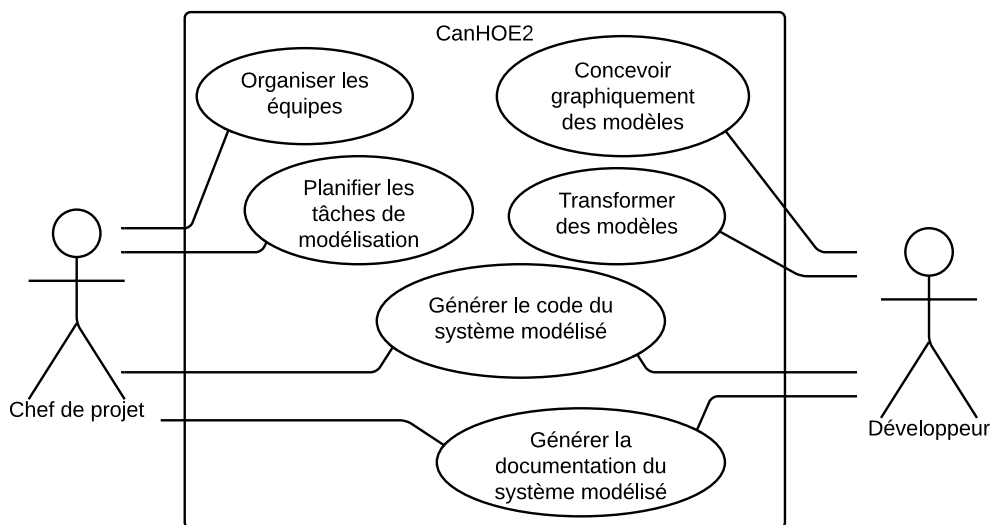 CanHOE2
Organiser les
équipes
Concevoir
graphiquement
des modèles
Planifier les
tâches de
modélisation
Transformer
des modèles
Générer le code du
système modélisé
Chef de projet
Développeur
Générer la
documentation du
système modélisé